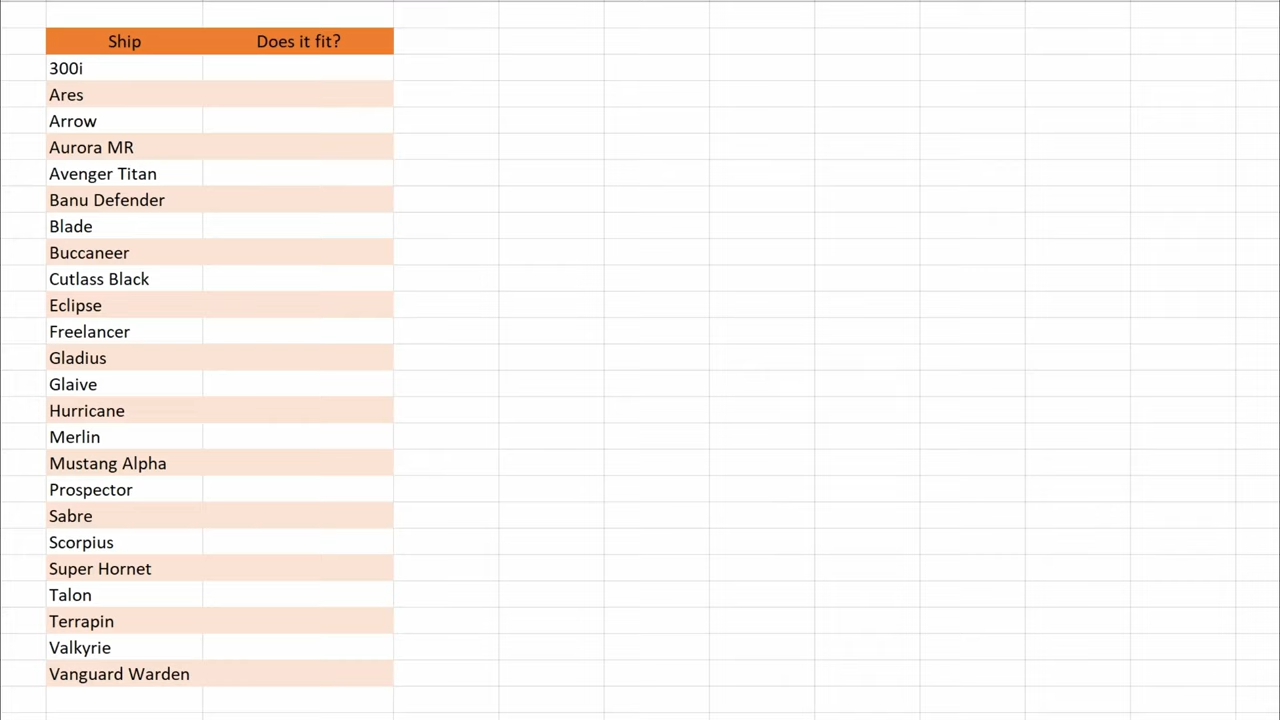 Ship Does it fit?
300i
Ares
Arrow
Aurora MR
Avenger Titan
Banu Defender
Blade
Buccaneer
Cutlass Black
Eclipse
Freelancer
Gladius
Glaive
Hurricane
Merlin
Mustang Alpha
Prospector
Sabre
Scorpius
Super Hornet
Talon
Terrapin
Valkyrie
Vanguard Warden